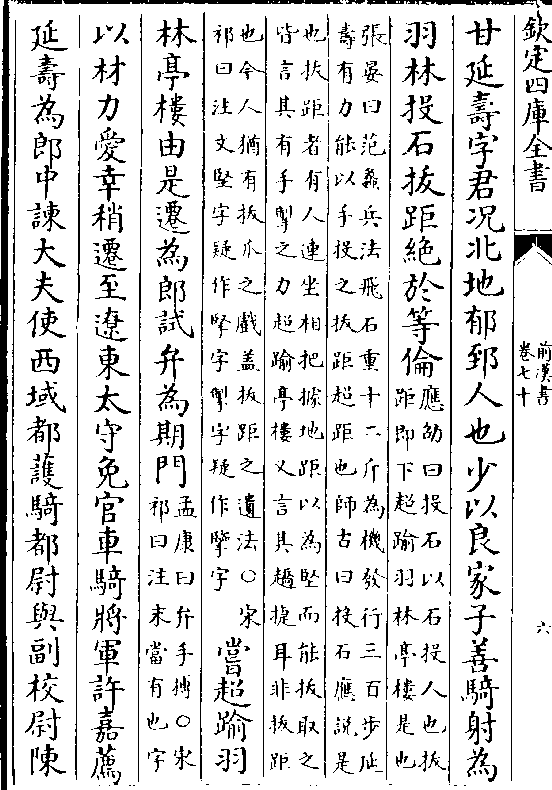 欽定四庫全書
前漢書
卷七十
六
甘延壽字君況北地郁郅人也少以良家子善騎射為
羽林投石拔距絶於等倫
應劭曰投石以石投人也拔
距即下超踰羽林亭樓是也
張晏曰范蠡兵法飛石重十二斤為機發行三百步延
壽有力能以手投之拔距超距也師古曰投石應説是
也拔距者有人連坐相把據地距以為堅而能拔取之
皆言其有手掣之力超踰亭樓又言其趫捷耳非拔距
也今人猶有拔爪之戲蓋拔距之遺法○宋
祁曰注文堅字疑作字掣字疑作擘字
嘗超踰羽
林亭樓由是遷為郎試弁為期門
孟康曰弁手搏○宋
祁曰注末當有也字
以材力愛幸稍遷至遼東太守免官車騎將軍許嘉薦
延壽為郎中諫大夫使西域都護騎都尉與副校尉陳